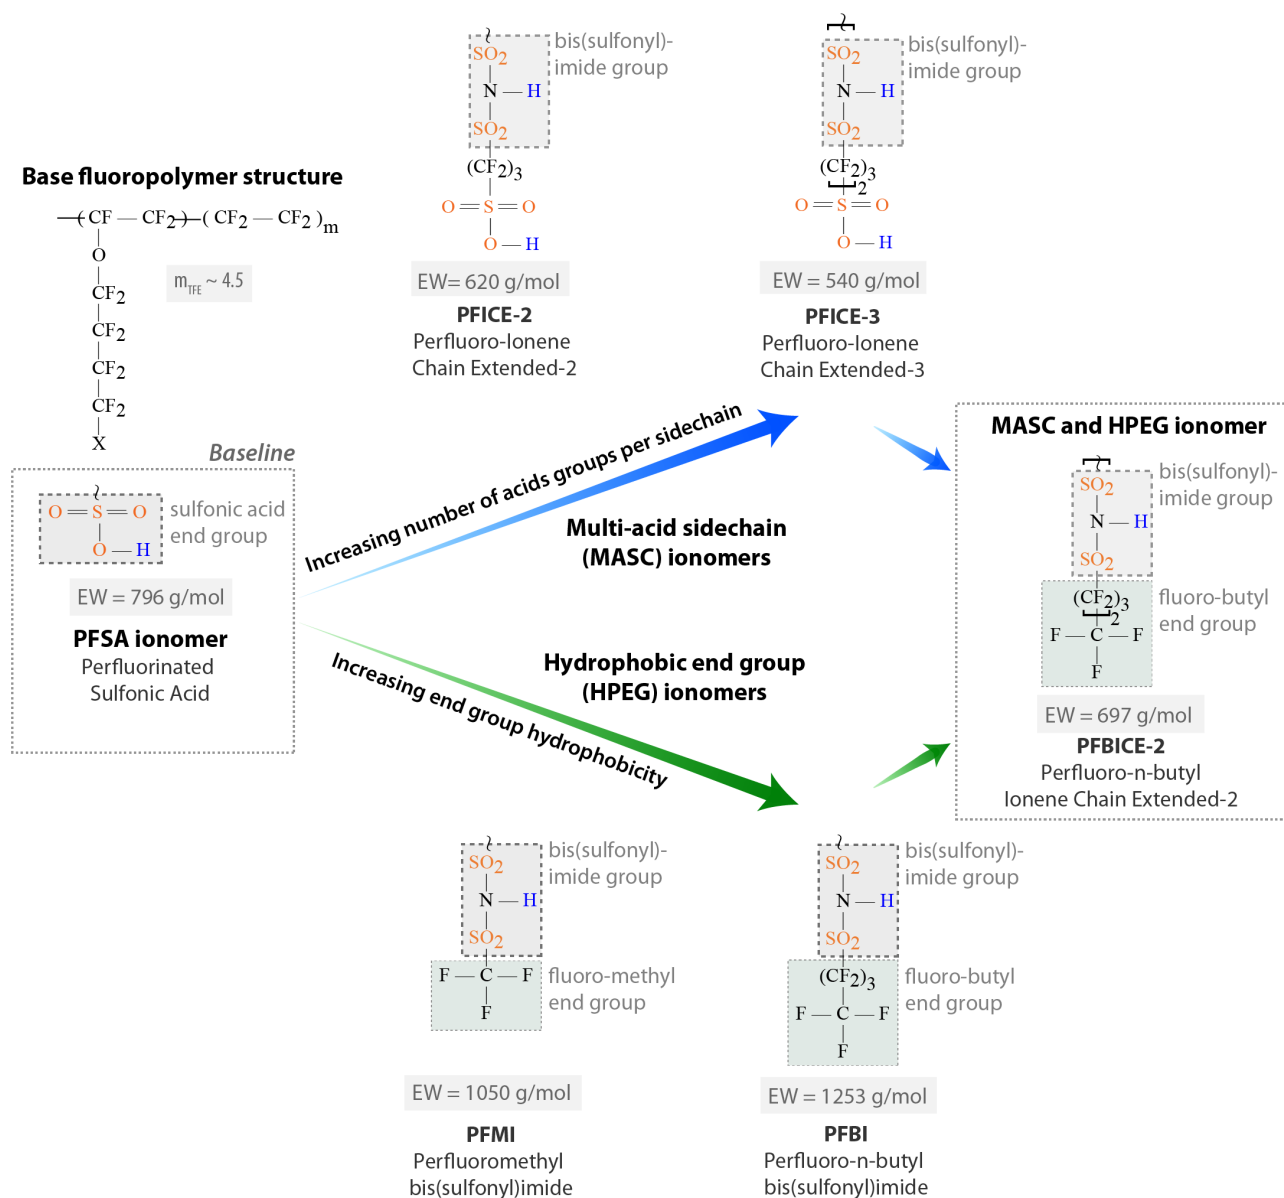 SO2
N — H
SO2
(CF2)3
O = S = O
O — H
bis(sulfonyl)-
imide group
EW= 620 g/mol
PFICE-2
Perfluoro-Ionene
Chain Extended-2
SO2
N — H
SO2
(CF2)3
2
O = S = O
O — H
bis(sulfonyl)-
imide group
EW = 540 g/mol
PFICE-3
Perfluoro-Ionene
Chain Extended-3
Base fluoropolymer structure
—(CF — CF2)—(CF2 — CF2)m
O
CF2
CF2
CF2
CF2
X
mTFE ~ 4.5
Baseline
O = S = O
O — H
sulfonic acid
end group
EW = 796 g/mol
PFSA ionomer
Perfluorinated
Sulfonic Acid
Increasing number of acids groups per sidechain
Multi-acid sidechain
(MASC) ionomers
Hydrophobic end group
(HPEG) ionomers
Increasing end group hydrophobicity
MASC and HPEG ionomer
SO2
N — H
SO2
(CF2)3
2
F — C — F
F
bis(sulfonyl)-
imide group
fluoro-butyl
end group
EW = 697 g/mol
PFBICE-2
Perfluoro-n-butyl
Ionene Chain Extended-2
SO2
N — H
SO2
F — C — F
F
bis(sulfonyl)-
imide group
fluoro-methyl
end group
EW = 1050 g/mol
PFMI
Perfluoromethyl
bis(sulfonyl)imide
SO2
N — H
SO2
(CF2)3
F — C — F
F
bis(sulfonyl)-
imide group
fluoro-butyl
end group
EW = 1253 g/mol
PFBI
Perfluoro-n-butyl
bis(sulfonyl)imide